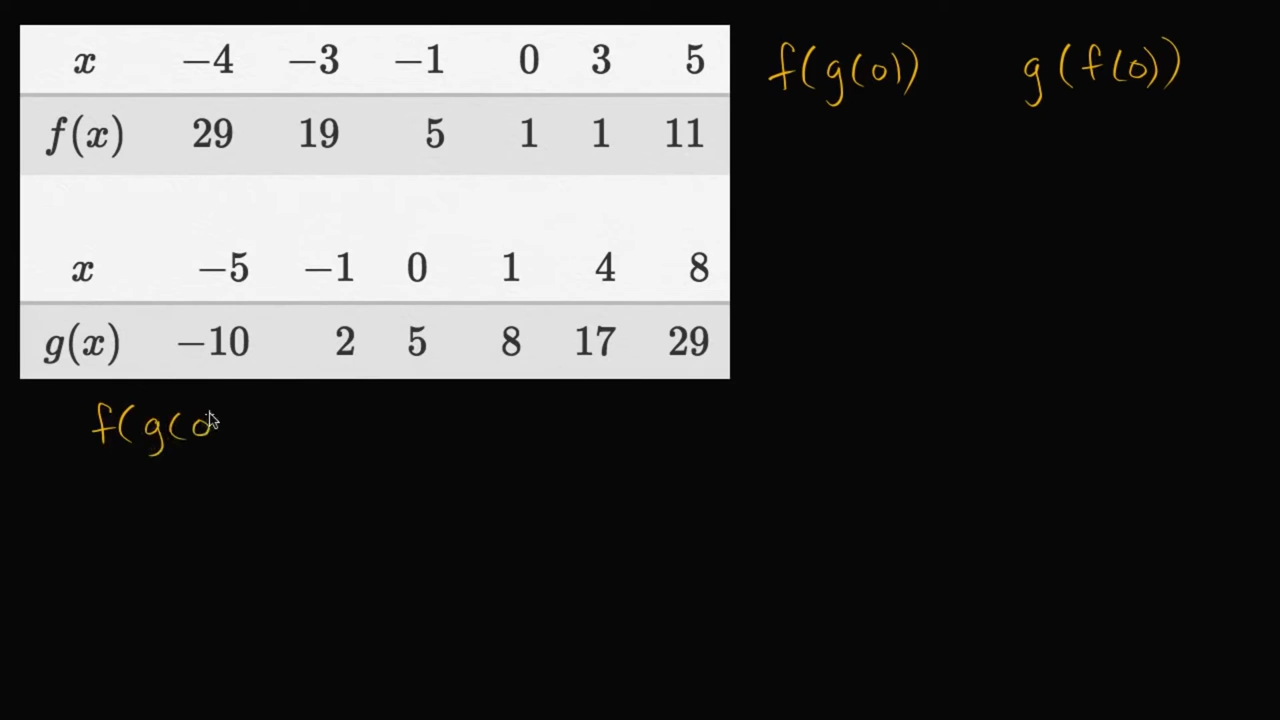 x −4 −3 −1 0 3 5
f(x) 29 19 5 1 1 11
x −5 −1 0 1 4 8
g(x) −10 2 5 8 17 29
f(g(0)) g(f(0))
f(g(0